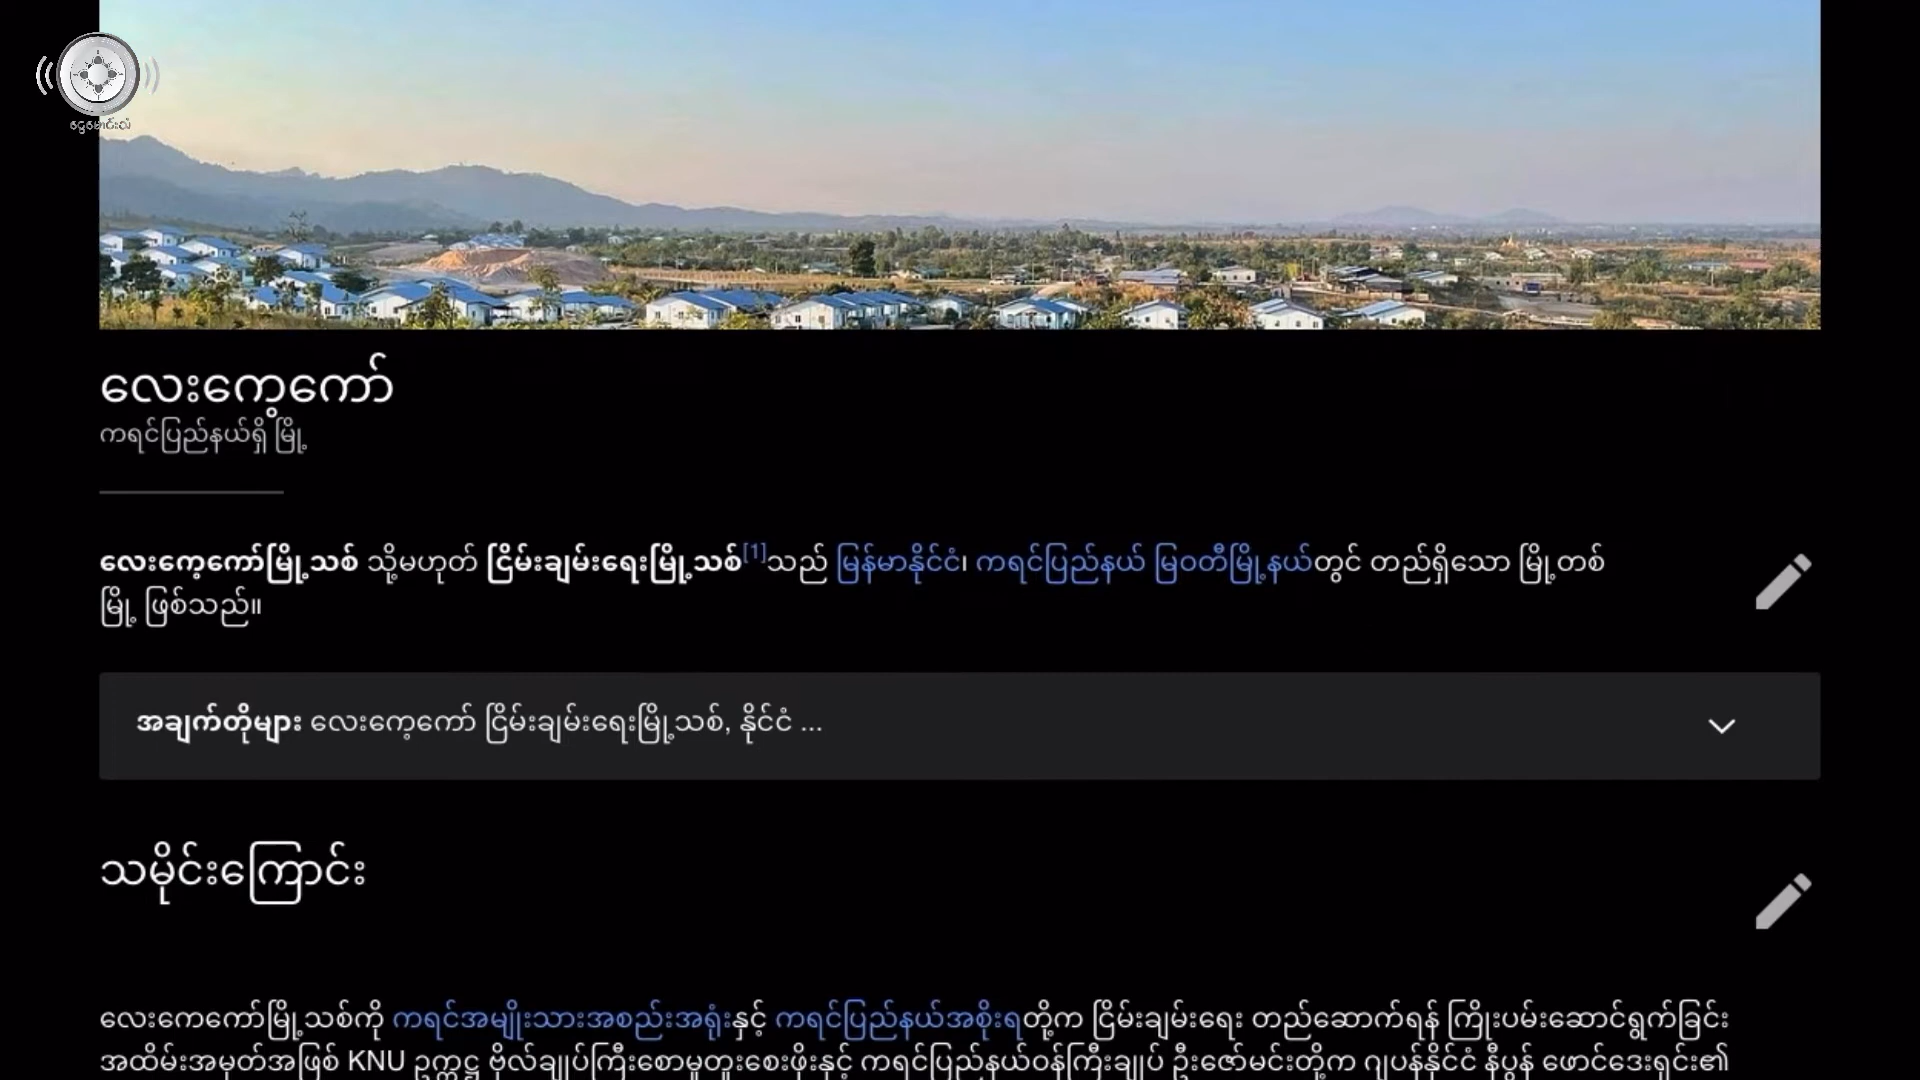 ငွေမောင်းသံ
လေးကေ့ကော်
ကရင်ပြည်နယ်ရှိ မြို့
လေးကေ့ကော်မြို့သစ် သို့မဟုတ် ငြိမ်းချမ်းရေးမြို့သစ်[1]သည် မြန်မာနိုင်ငံ၊ ကရင်ပြည်နယ် မြဝတီမြို့နယ်တွင် တည်ရှိသော မြို့တစ်
မြို့ ဖြစ်သည်။
အချက်တိုများ လေးကေ့ကော် ငြိမ်းချမ်းရေးမြို့သစ်, နိုင်ငံ ...
သမိုင်းကြောင်း
လေးကေကော်မြို့သစ်ကို ကရင်အမျိုးသားအစည်းအရုံးနှင့် ကရင်ပြည်နယ်အစိုးရတို့က ငြိမ်းချမ်းရေး တည်ဆောက်ရန် ကြိုးပမ်းဆောင်ရွက်ခြင်း
အထိမ်းအမှတ်အဖြစ် KNU ဥက္ကဋ္ဌ ဗိုလ်ချုပ်ကြီးစောမူတူးစေးဖိုးနှင့် ကရင်ပြည်နယ်ဝန်ကြီးချုပ် ဦးဇော်မင်းတို့က ဂျပန်နိုင်ငံ နီပွန် ဖောင်ဒေးရှင်း၏